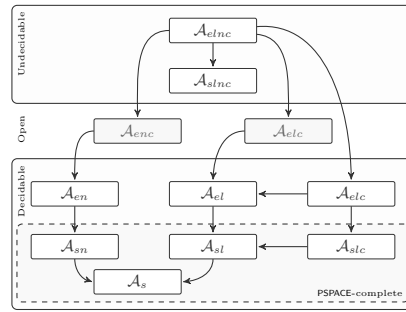 Undecidable
𝒜elnc
𝒜slnc
Open
𝒜enc
𝒜elc
Decidable
𝒜en
𝒜el
𝒜elc
𝒜sn
𝒜sl
𝒜slc
𝒜s
PSPACE-complete